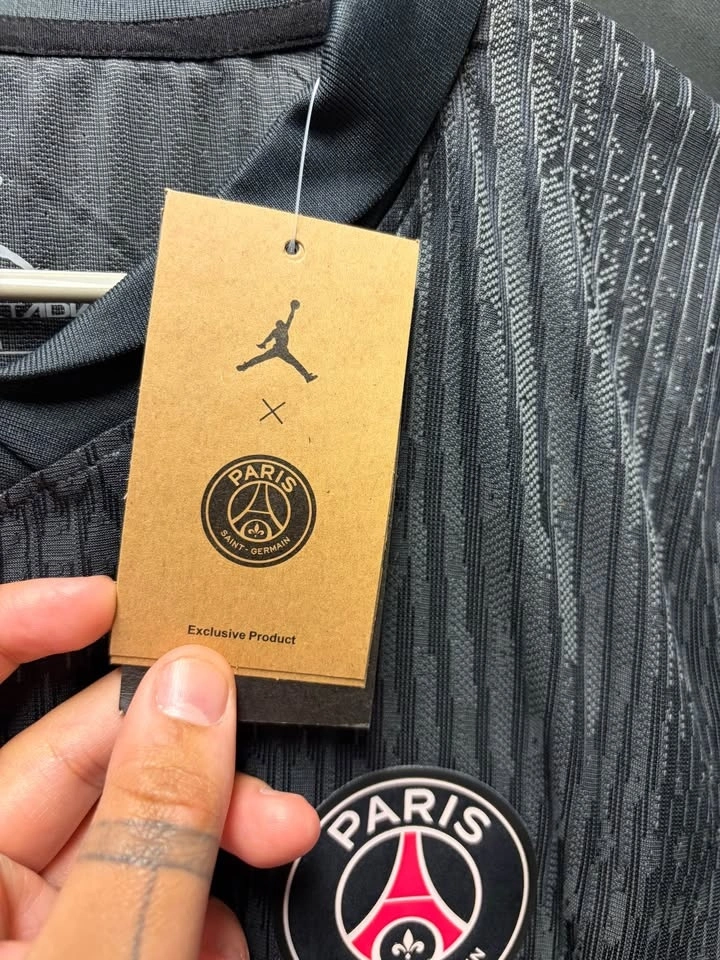 PARIS
SAINT-GERMAIN
Exclusive Product
PARIS